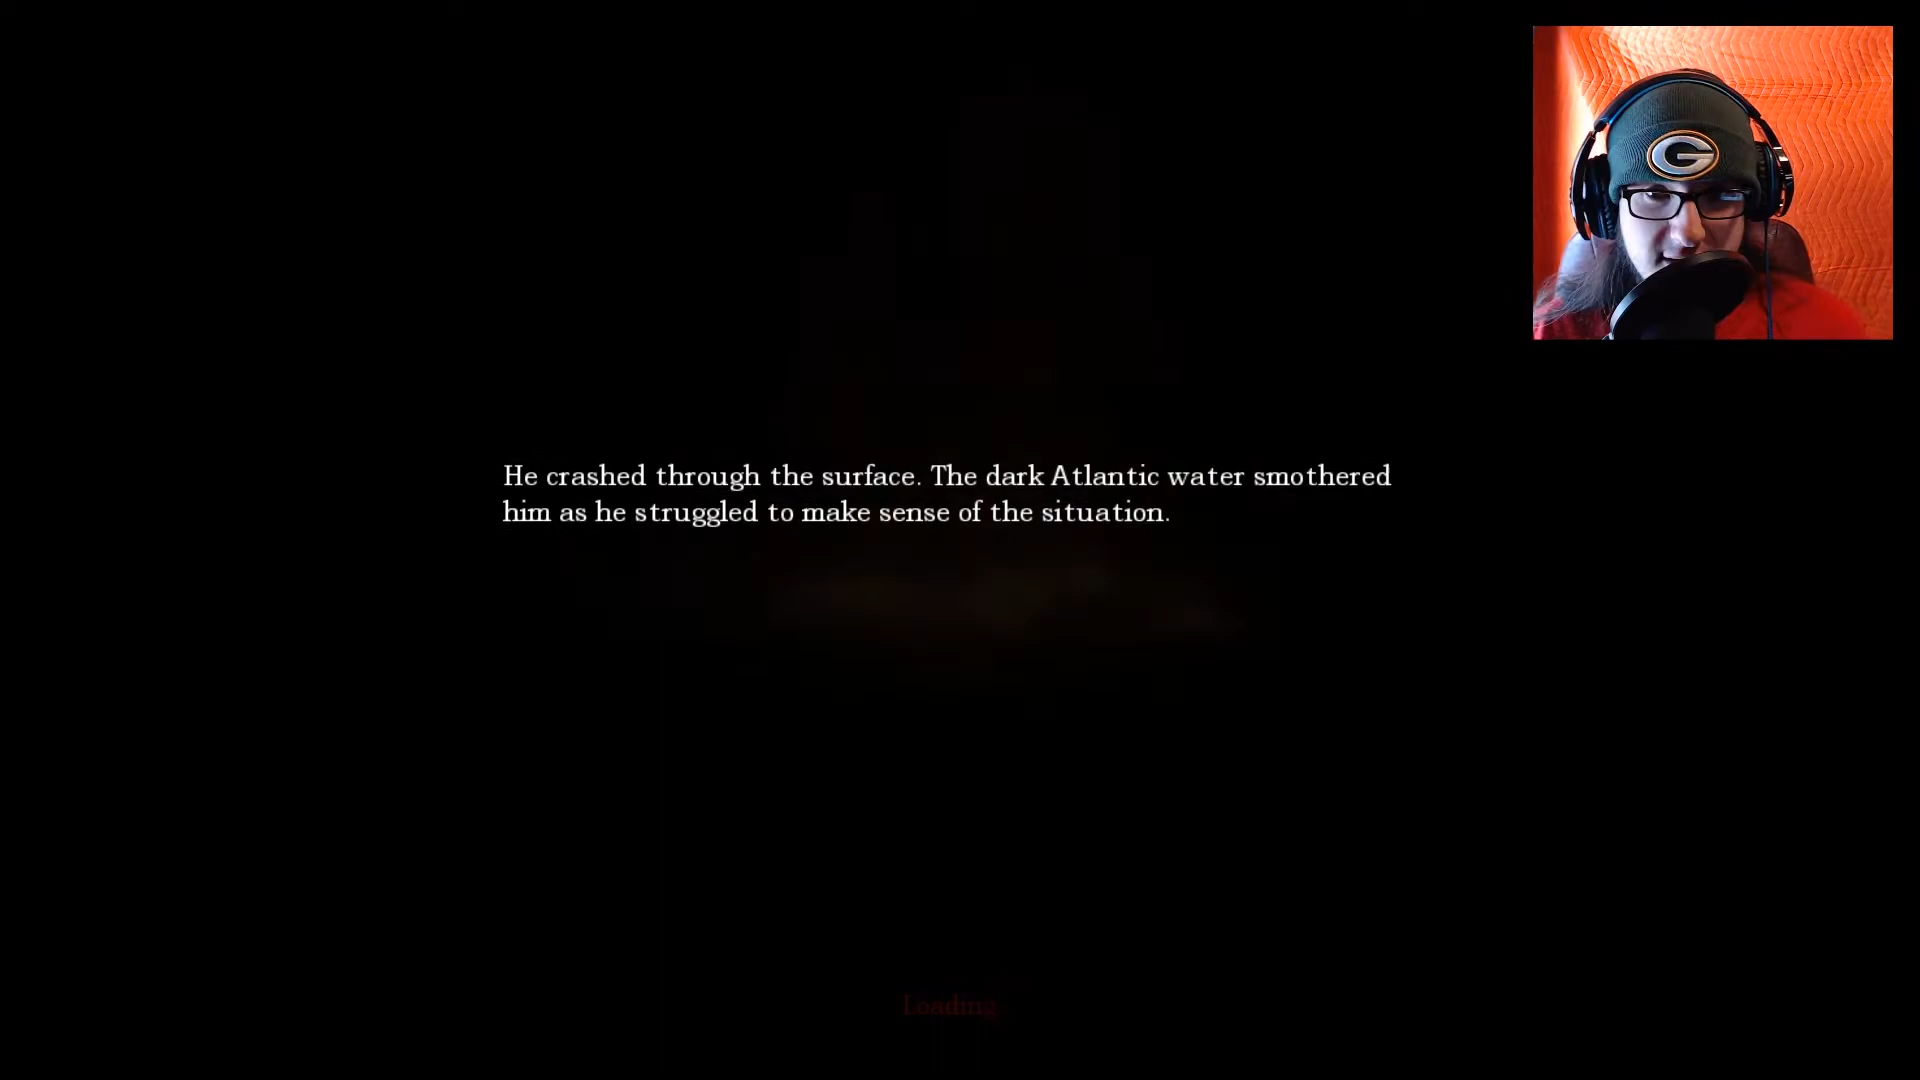 G
He crashed through the surface. The dark Atlantic water smothered
him as he struggled to make sense of the situation.
Loading